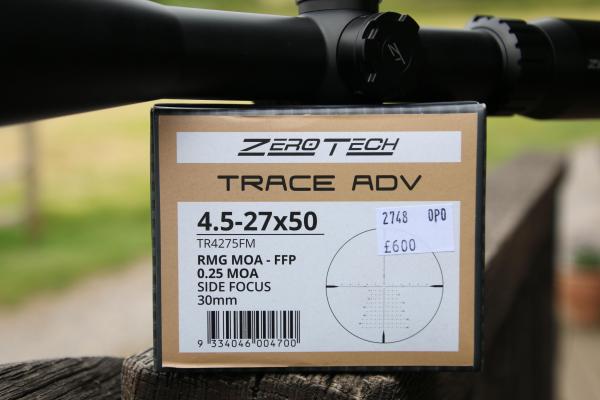 ZEROTECH
TRACE ADV
4.5-27x50
TR4275FM
RMG MOA - FFP
0.25 MOA
SIDE FOCUS
30mm
9 334046 004700
2748 OPO
£600